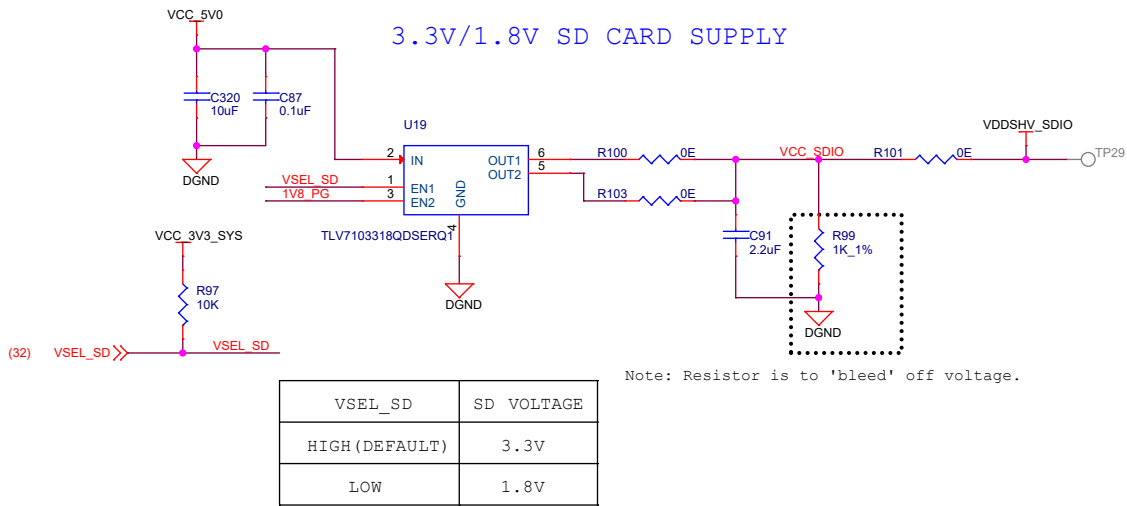 VCC_5V0
3.3V/1.8V SD CARD SUPPLY
C320
10uF
C87
0.1uF
DGND
U19
2
IN
OUT1
6
OUT2
5
VSEL_SD
1
EN1
1V8_PG
3
EN2
GND
4
TLV7103318QDSERQ1
DGND
R100
0E
R103
0E
VCC_SDIO
R101
0E
VDDSHV_SDIO
TP29
C91
2.2uF
R99
1K_1%
DGND
VCC_3V3_SYS
R97
10K
(32) VSEL_SD
VSEL_SD
Note: Resistor is to 'bleed' off voltage.
VSEL_SD SD VOLTAGE
HIGH(DEFAULT) 3.3V
LOW 1.8V